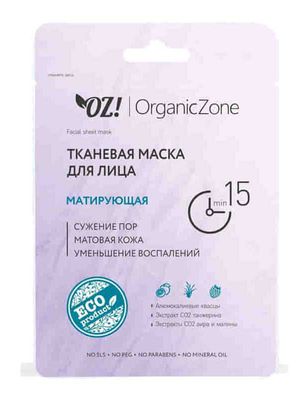 OZ! OrganicZone
Facial sheet mask
ТКАНЕВАЯ МАСКА
ДЛЯ ЛИЦА
МАТИРУЮЩАЯ
15
min
СУЖЕНИЕ ПОР
МАТОВАЯ КОЖА
УМЕНЬШЕНИЕ ВОСПАЛЕНИЙ
ECO
product
Алюмокалиевые квасцы
Экстракт CO2 танжерина
Экстракты CO2 аира и малины
NO SLS • NO PEG • NO PARABENS • NO MINERAL OIL